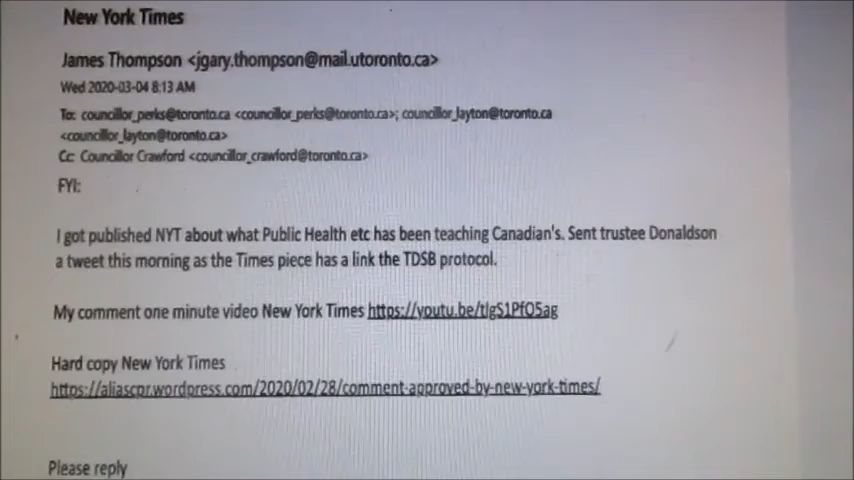 New York Times
James Thompson <jgary.thompson@mail.utoronto.ca>
Wed 2020-03-04 8:13 AM
To: councillor_perks@toronto.ca <councillor_perks@toronto.ca>; councillor_layton@toronto.ca
<councillor_layton@toronto.ca>
Cc: Councillor Crawford <councillor_crawford@toronto.ca>
FYI:
I got published NYT about what Public Health etc has been teaching Canadian's. Sent trustee Donaldson
a tweet this morning as the Times piece has a link the TDSB protocol.
My comment one minute video New York Times https://youtu.be/tIgS1PfO5ag
Hard copy New York Times
https://aliascpr.wordpress.com/2020/02/28/comment-approved-by-new-york-times/
Please reply